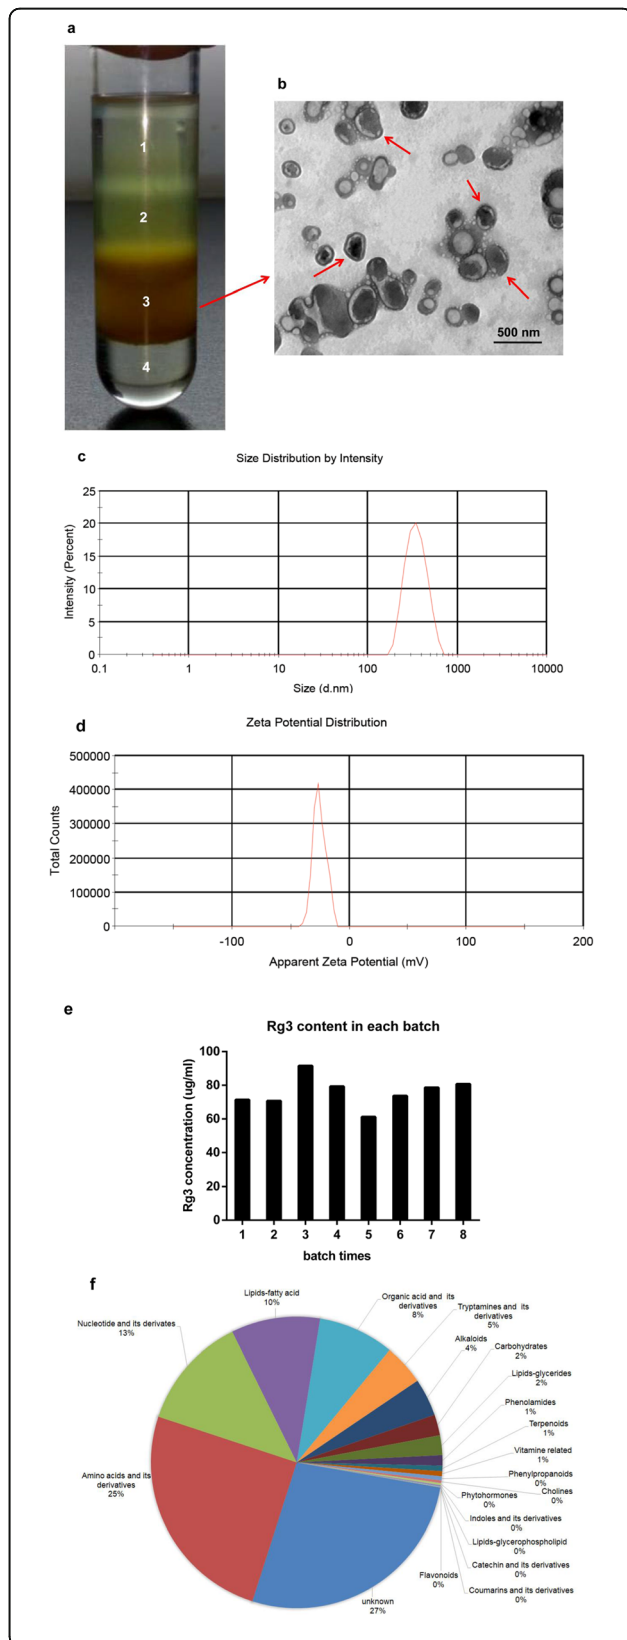 a
1
2
3
4
b
500 nm
c
Size Distribution by Intensity
Intensity (Percent)
25
20
15
10
5
0
0.1
1
10
100
1000
10000
Size (d.nm)
d
Zeta Potential Distribution
Total Counts
500000
400000
300000
200000
100000
0
-100
0
100
200
Apparent Zeta Potential (mV)
e
Rg3 content in each batch
Rg3 concentration (ug/ml)
100
80
60
40
20
0
1
2
3
4
5
6
7
8
batch times
f
Lipids-fatty acid
10%
Organic acid and its
derivatives
8%
Tryptamines and its
derivatives
5%
Alkaloids
4%
Carbohydrates
2%
Lipids-glycerides
2%
Phenolamides
1%
Terpenoids
1%
Vitamine related
1%
Phenylpropanoids
0%
Cholines
0%
Phytohormones
0%
Indoles and its derivatives
0%
Lipids-glycerophospholipid
0%
Catechin and its derivatives
0%
Coumarins and its derivatives
0%
Flavonoids
0%
unknown
27%
Amino acids and its
derivatives
25%
Nucleotide and its derivates
13%